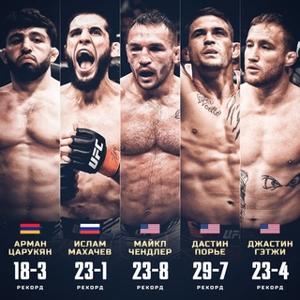 UFC
АРМАН
ЦАРУКЯН
18-3
РЕКОРД
ИСЛАМ
МАХАЧЕВ
23-1
РЕКОРД
МАЙКЛ
ЧЕНДЛЕР
23-8
РЕКОРД
ДАСТИН
ПОРЬЕ
29-7
РЕКОРД
ДЖАСТИН
ГЭТЖИ
23-4
РЕКОРД